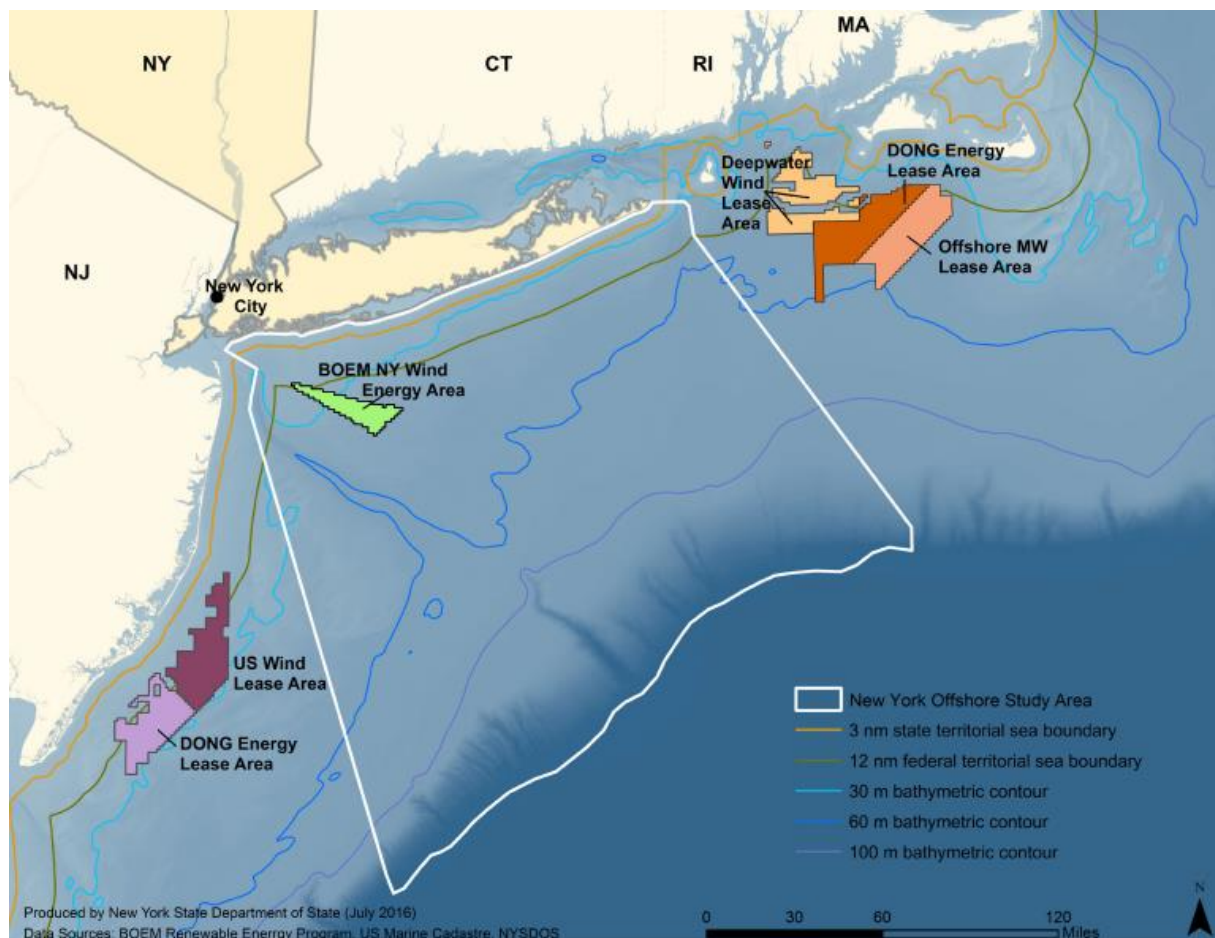 MA
NY
CT
RI
DONG Energy
Lease Area
Deepwater
Wind
Lease
Area
Offshore MW
Lease Area
NJ
New York
City
BOEM NY Wind
Energy Area
US Wind
Lease Area
DONG Energy
Lease Area
New York Offshore Study Area
3 nm state territorial sea boundary
12 nm federal territorial sea boundary
30 m bathymetric contour
60 m bathymetric contour
100 m bathymetric contour
N
Produced by New York State Department of State (July 2016)
0 30 60 120
Miles
Data Sources: BOEM Renewable Energy Program, US Marine Cadastre, NYSDOS